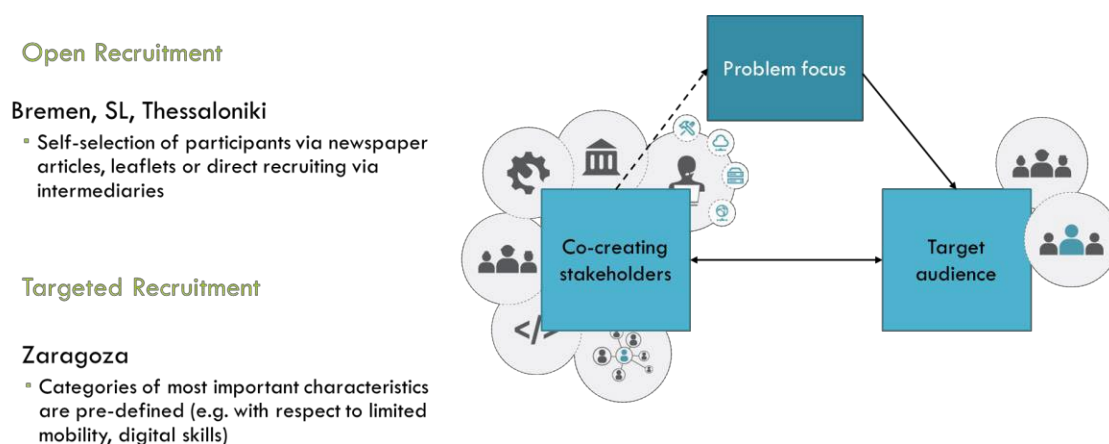 Open Recruitment
Bremen, SL, Thessaloniki
▪ Self-selection of participants via newspaper
articles, leaflets or direct recruiting via
intermediaries
Targeted Recruitment
Zaragoza
▪ Categories of most important characteristics
are pre-defined (e.g. with respect to limited
mobility, digital skills)
Problem focus
Co-creating
stakeholders
Target
audience
</>